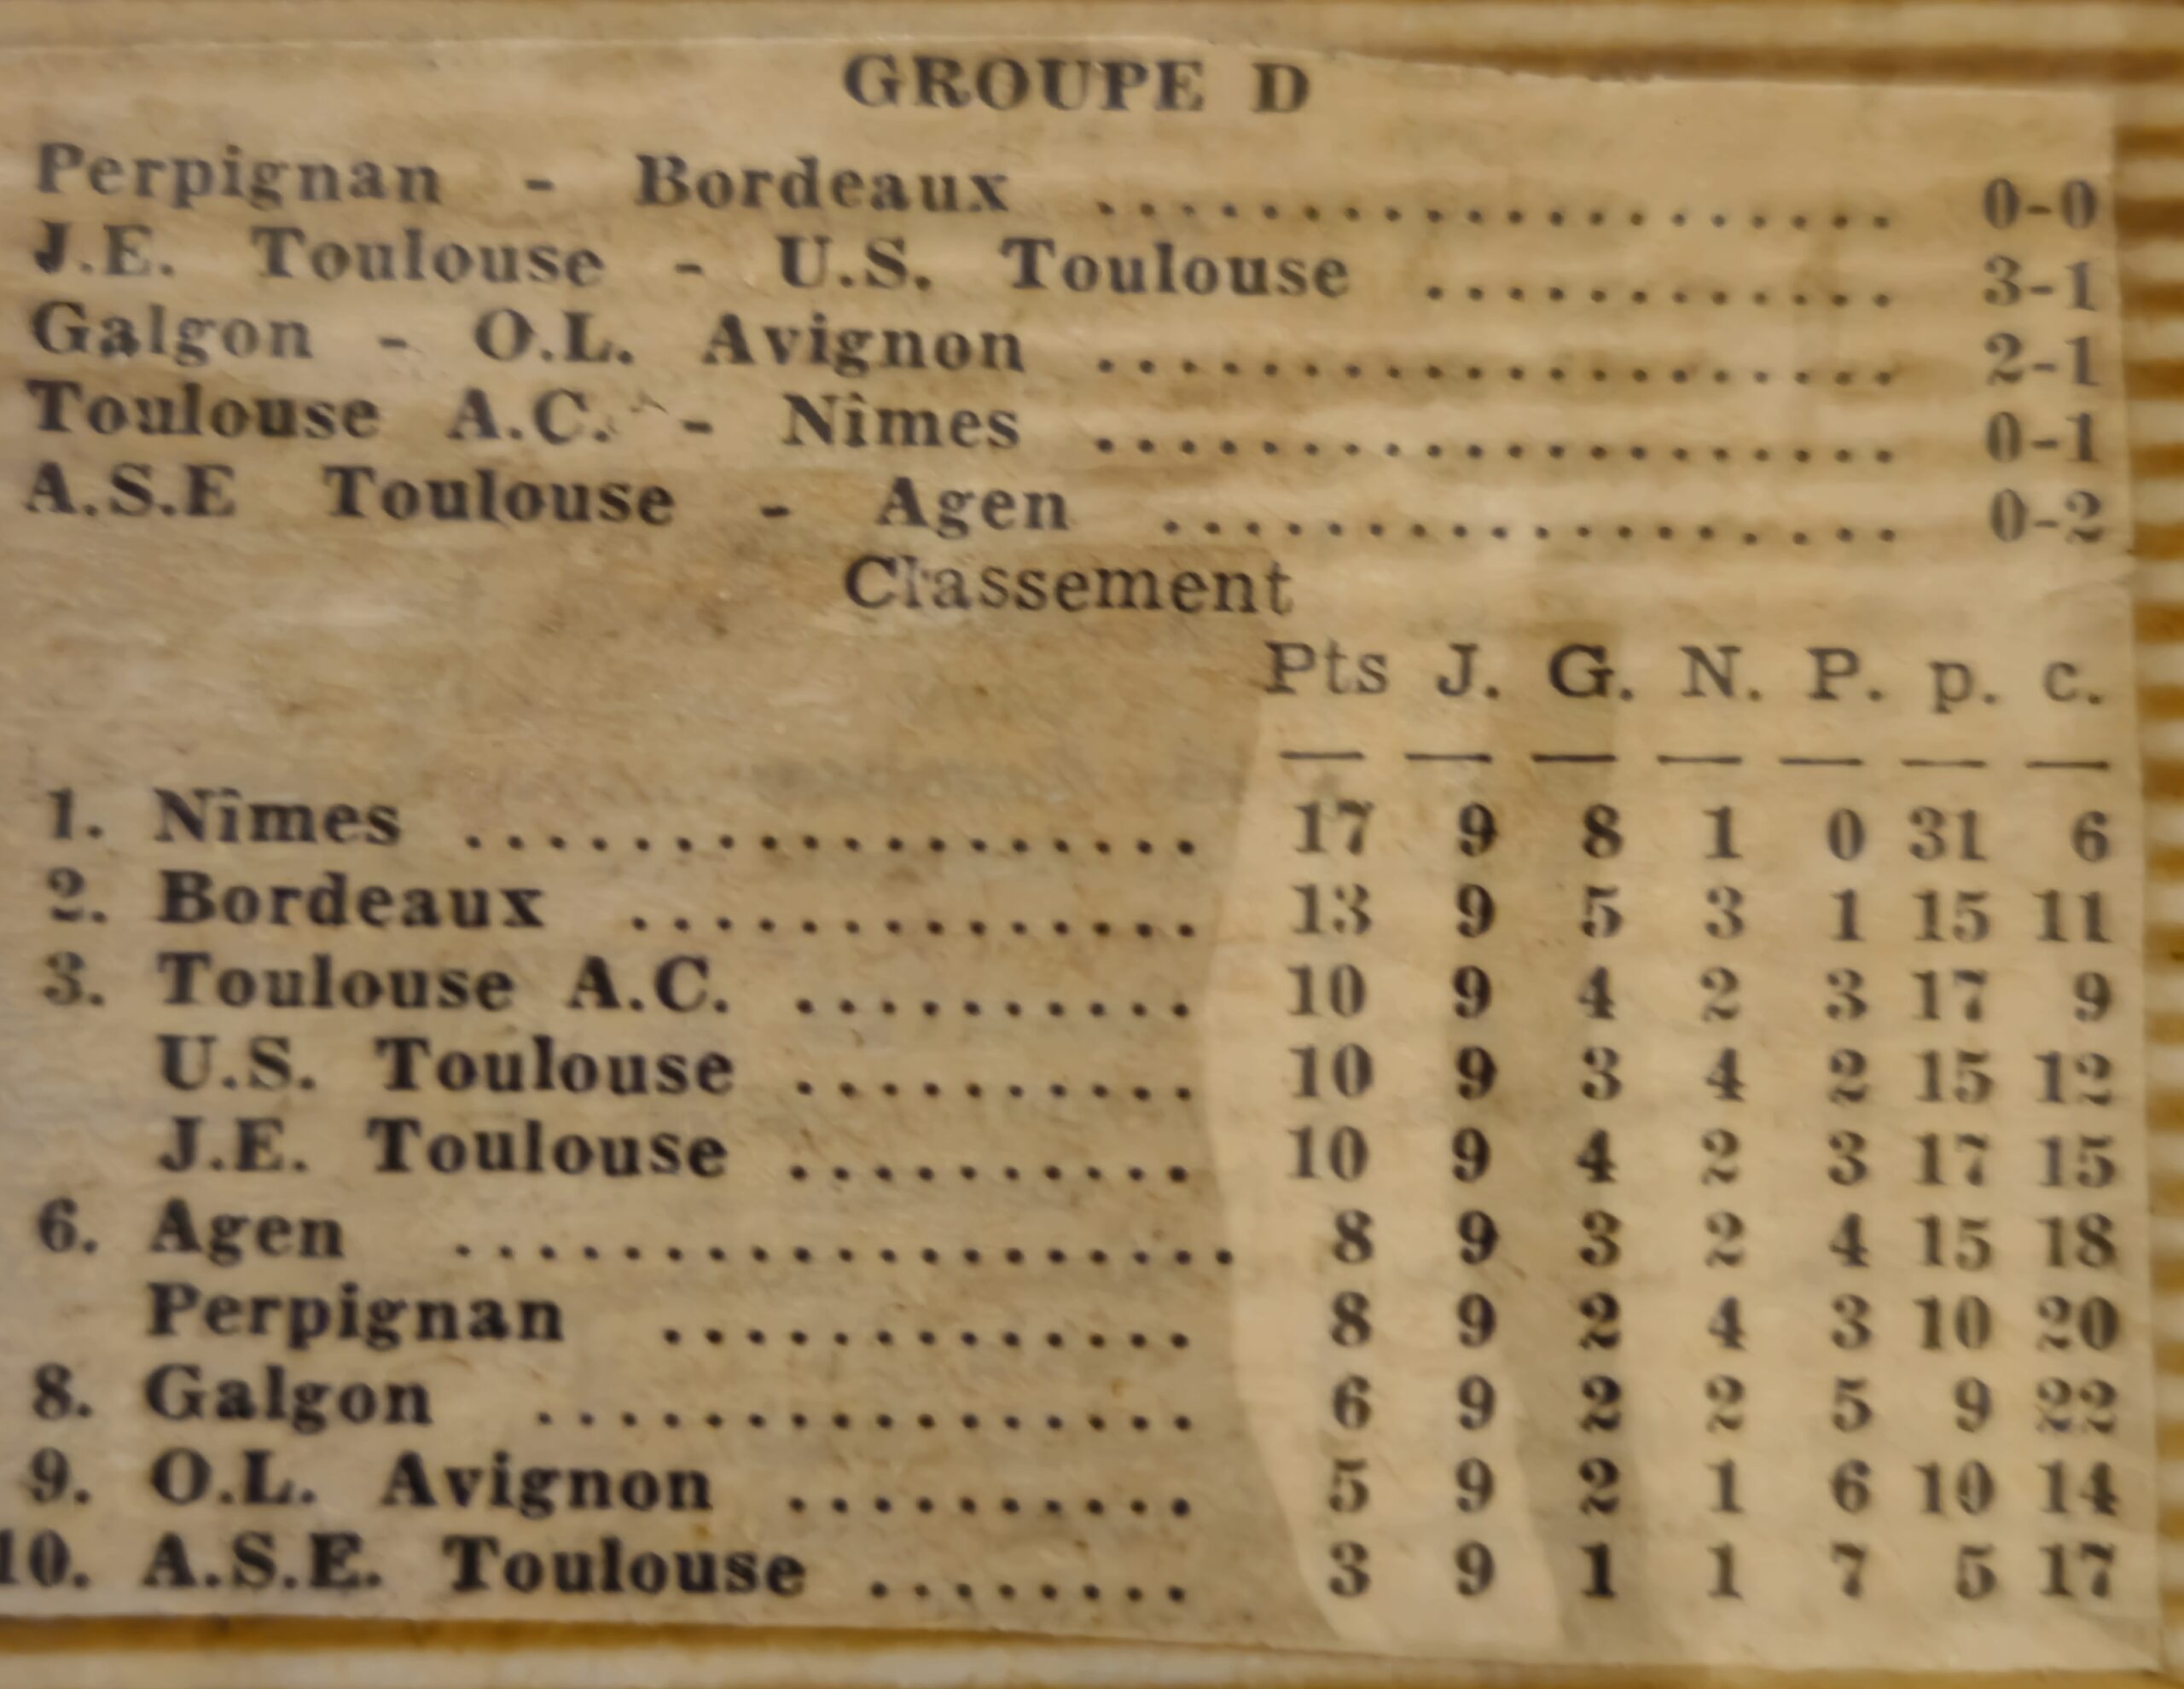 GROUPE D
Perpignan - Bordeaux .................... 0-0
J.E. Toulouse - U.S. Toulouse ............ 3-1
Galgon - O.L. Avignon .................... 2-1
Toulouse A.C. - Nîmes .................... 0-1
A.S.E Toulouse - Agen ................... 0-2
Classement
Pts J. G. N. P. p. c.
— — — — — — —
1. Nîmes .................. 17 9 8 1 0 31 6
2. Bordeaux .............. 13 9 5 3 1 15 11
3. Toulouse A.C. .......... 10 9 4 2 3 17 9
U.S. Toulouse .......... 10 9 3 4 2 15 12
J.E. Toulouse .......... 10 9 4 2 3 17 15
6. Agen ................... 8 9 3 2 4 15 18
Perpignan ............. 8 9 2 4 3 10 20
8. Galgon ................ 6 9 2 2 5 9 22
9. O.L. Avignon .......... 5 9 2 1 6 10 14
10. A.S.E. Toulouse ........ 3 9 1 1 7 5 17